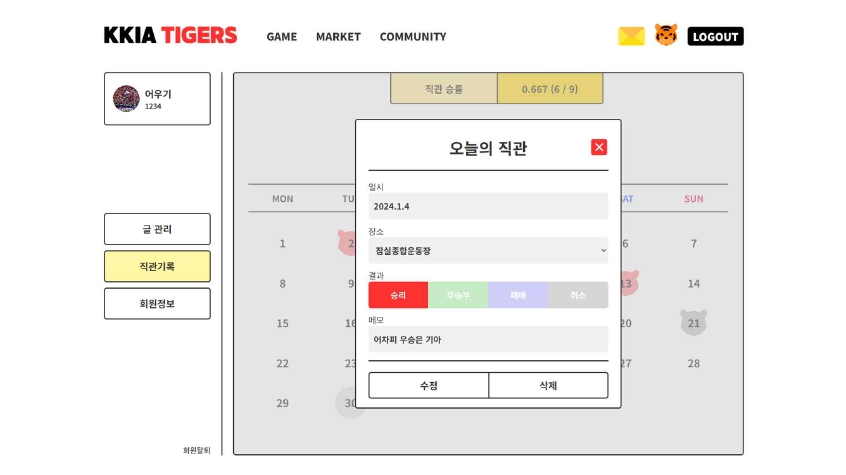 KKIA TIGERS
GAME MARKET COMMUNITY
LOGOUT
어우기
1234
글 관리
직관기록
회원정보
회원탈퇴
직관 승률 0.667 (6 / 9)
MON TU AT SUN
1 2 6 7
8 9 13 14
15 16 20 21
22 23 27 28
29 30
오늘의 직관
일시
2024.1.4
장소
잠실종합운동장
결과
승리 무승부 패배 취소
메모
어차피 우승은 기아
수정 삭제